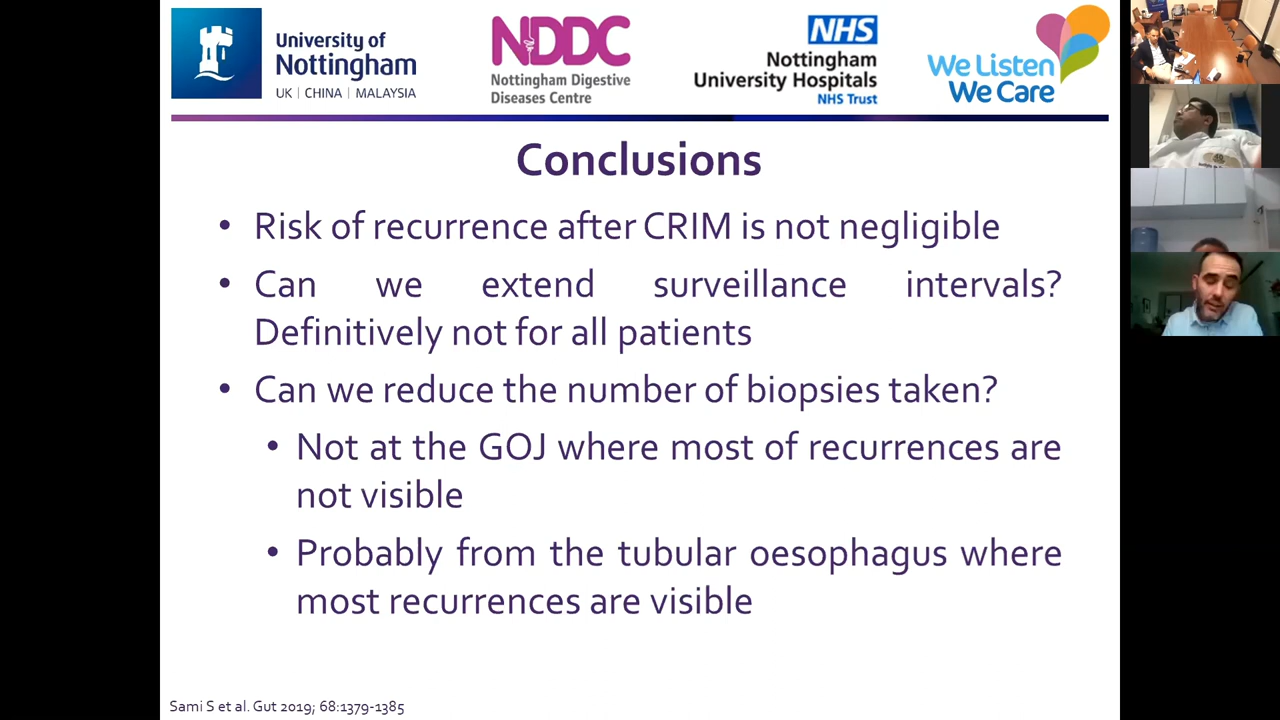 University of
Nottingham
UK | CHINA | MALAYSIA
NDDC
Nottingham Digestive
Diseases Centre
NHS
Nottingham
University Hospitals
NHS Trust
We Listen
We Care
Conclusions
• Risk of recurrence after CRIM is not negligible
• Can we extend surveillance intervals?
Definitively not for all patients
• Can we reduce the number of biopsies taken?
• Not at the GOJ where most of recurrences are
not visible
• Probably from the tubular oesophagus where
most recurrences are visible
Sami S et al. Gut 2019; 68:1379-1385